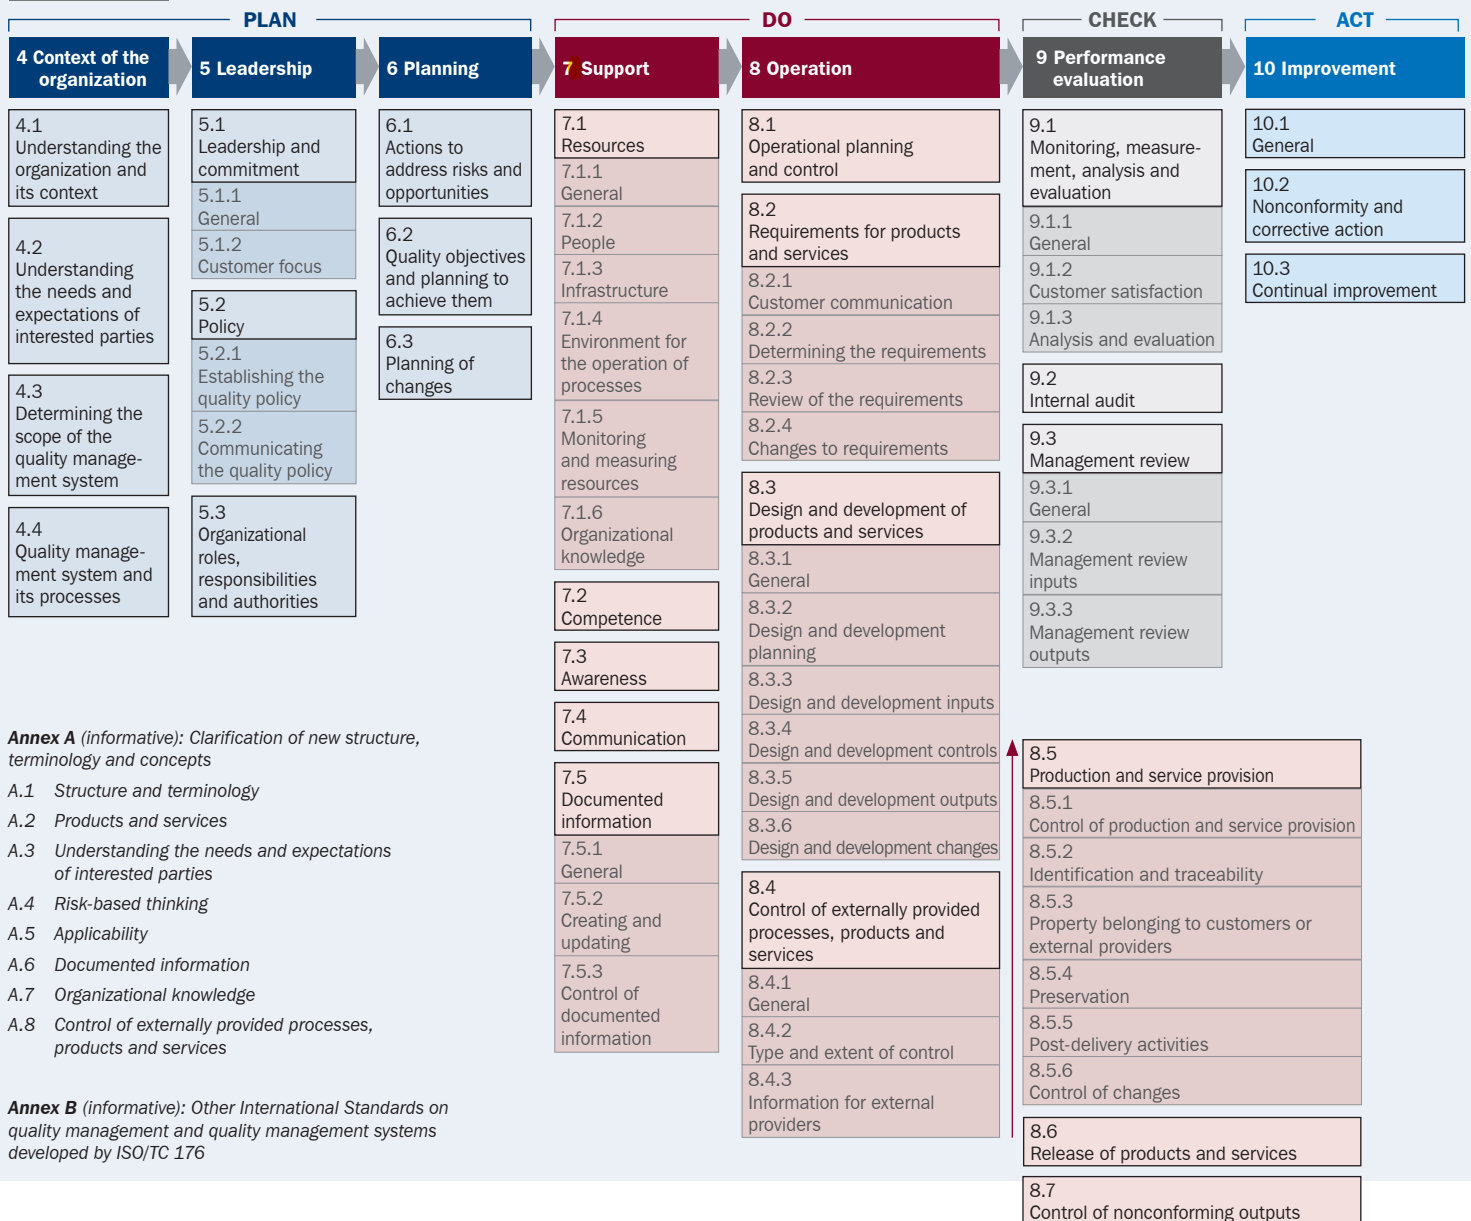 PLAN
DO
CHECK
ACT
4 Context of the
organization
5 Leadership
6 Planning
7 Support
8 Operation
9 Performance
evaluation
10 Improvement
4.1
Understanding the
organization and
its context
4.2
Understanding
the needs and
expectations of
interested parties
4.3
Determining the
scope of the
quality manage-
ment system
4.4
Quality manage-
ment system and
its processes
5.1
Leadership and
commitment
5.1.1
General
5.1.2
Customer focus
5.2
Policy
5.2.1
Establishing the
quality policy
5.2.2
Communicating
the quality policy
5.3
Organizational
roles,
responsibilities
and authorities
6.1
Actions to
address risks and
opportunities
6.2
Quality objectives
and planning to
achieve them
6.3
Planning of
changes
7.1
Resources
7.1.1
General
7.1.2
People
7.1.3
Infrastructure
7.1.4
Environment for
the operation of
processes
7.1.5
Monitoring
and measuring
resources
7.1.6
Organizational
knowledge
7.2
Competence
7.3
Awareness
7.4
Communication
7.5
Documented
information
7.5.1
General
7.5.2
Creating and
updating
7.5.3
Control of
documented
information
8.1
Operational planning
and control
8.2
Requirements for products
and services
8.2.1
Customer communication
8.2.2
Determining the requirements
8.2.3
Review of the requirements
8.2.4
Changes to requirements
8.3
Design and development of
products and services
8.3.1
General
8.3.2
Design and development
planning
8.3.3
Design and development inputs
8.3.4
Design and development controls
8.3.5
Design and development outputs
8.3.6
Design and development changes
8.4
Control of externally provided
processes, products and
services
8.4.1
General
8.4.2
Type and extent of control
8.4.3
Information for external
providers
9.1
Monitoring, measure-
ment, analysis and
evaluation
9.1.1
General
9.1.2
Customer satisfaction
9.1.3
Analysis and evaluation
9.2
Internal audit
9.3
Management review
9.3.1
General
9.3.2
Management review
inputs
9.3.3
Management review
outputs
8.5
Production and service provision
8.5.1
Control of production and service provision
8.5.2
Identification and traceability
8.5.3
Property belonging to customers or
external providers
8.5.4
Preservation
8.5.5
Post-delivery activities
8.5.6
Control of changes
8.6
Release of products and services
8.7
Control of nonconforming outputs
10.1
General
10.2
Nonconformity and
corrective action
10.3
Continual improvement
Annex A (informative): Clarification of new structure,
terminology and concepts
A.1 Structure and terminology
A.2 Products and services
A.3 Understanding the needs and expectations
of interested parties
A.4 Risk-based thinking
A.5 Applicability
A.6 Documented information
A.7 Organizational knowledge
A.8 Control of externally provided processes,
products and services
Annex B (informative): Other International Standards on
quality management and quality management systems
developed by ISO/TC 176